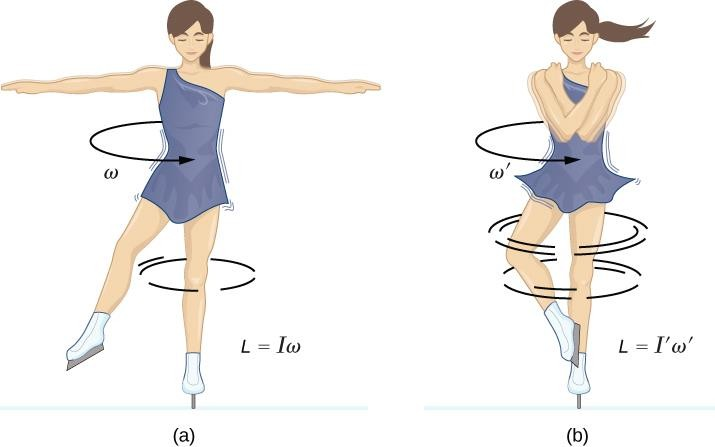 ω
ω′
L = Iω
L = I′ω′
(a)
(b)